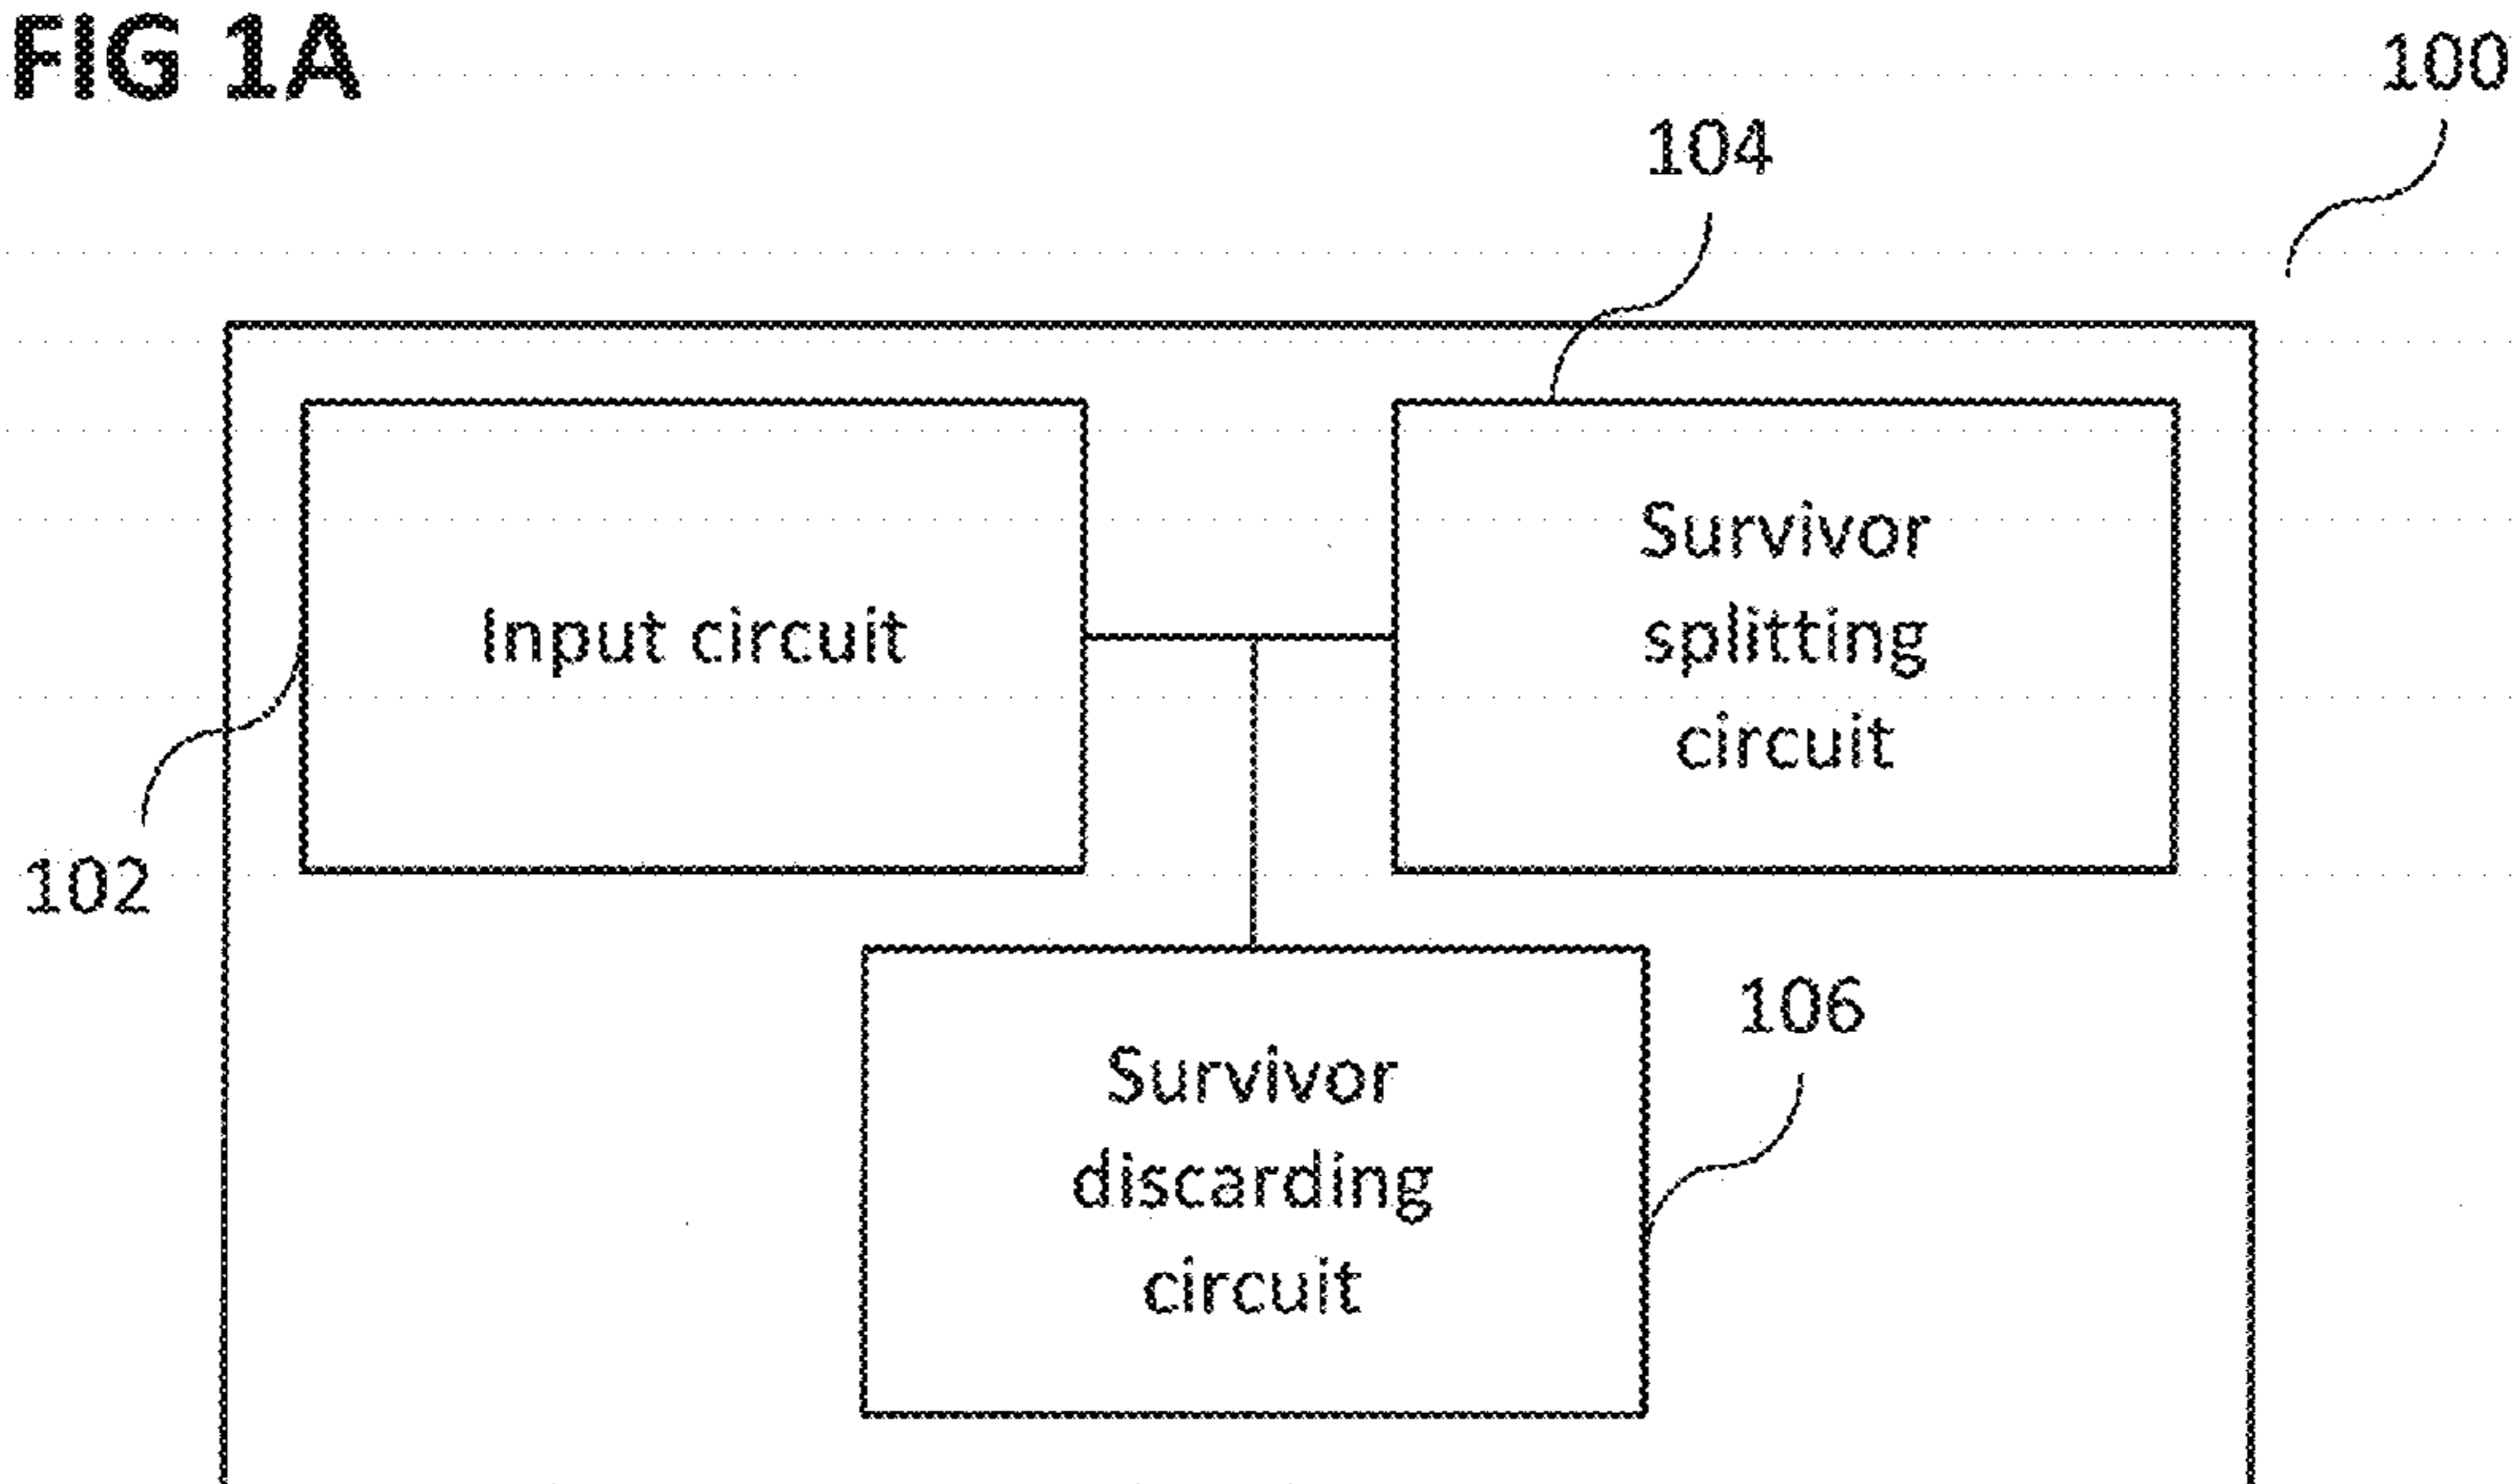 FIG 1A
100
104
Input circuit
Survivor
splitting
circuit
102
Survivor
discarding
circuit
106